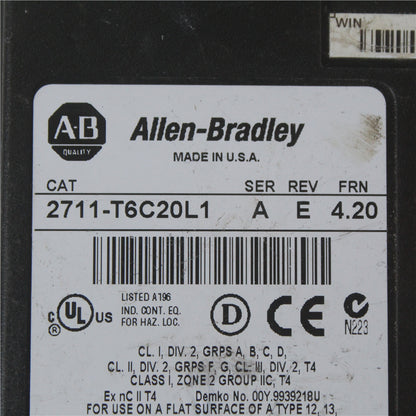 WIN
A-B
QUALITY
Allen-Bradley
MADE IN U.S.A.
CAT SER REV FRN
2711-T6C20L1 A E 4.20
C UL US LISTED A196
IND. CONT. EQ.
FOR HAZ. LOC.
D CE N223
CL. I, DIV. 2, GRPS A, B, C, D,
CL. II, DIV. 2, GRPS F, G, CL. III, DIV. 2, T4
CLASS I, ZONE 2 GROUP IIC, T4
Ex nC II T4 Demko No. 00Y.9939218U
FOR USE ON A FLAT SURFACE OF A TYPE 12, 13,